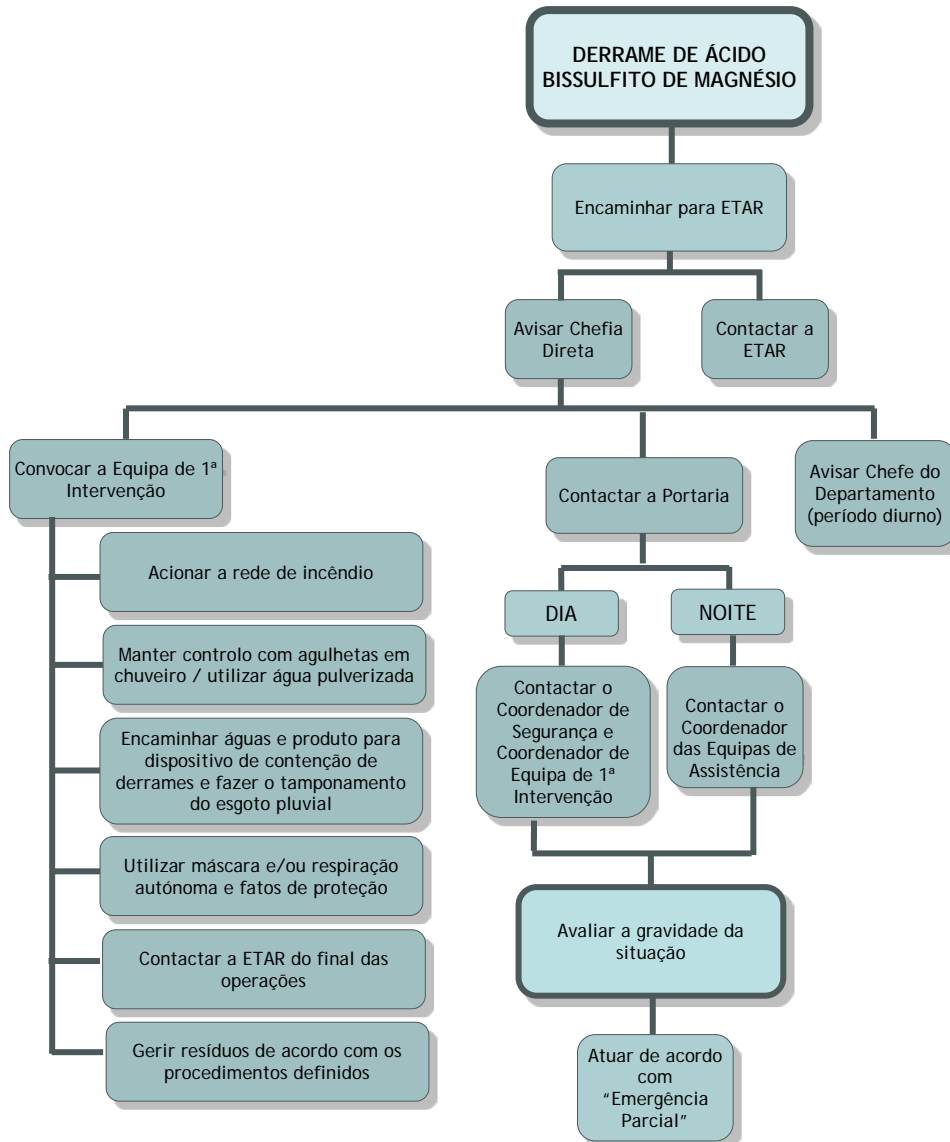 DERRAME DE ÁCIDO
BISSULFITO DE MAGNÉSIO
Encaminhar para ETAR
Avisar Chefia
Direta
Contactar a
ETAR
Convocar a Equipa de 1ª
Intervenção
Contactar a Portaria
Avisar Chefe do
Departamento
(período diurno)
Acionar a rede de incêndio
Manter controlo com agulhetas em
chuveiro / utilizar água pulverizada
Encaminhar águas e produto para
dispositivo de contenção de
derrames e fazer o tamponamento
do esgoto pluvial
Utilizar máscara e/ou respiração
autónoma e fatos de proteção
Contactar a ETAR do final das
operações
Gerir resíduos de acordo com os
procedimentos definidos
DIA
NOITE
Contactar o
Coordenador de
Segurança e
Coordenador de
Equipa de 1ª
Intervenção
Contactar o
Coordenador
das Equipas de
Assistência
Avaliar a gravidade da
situação
Atuar de acordo
com
“Emergência
Parcial”